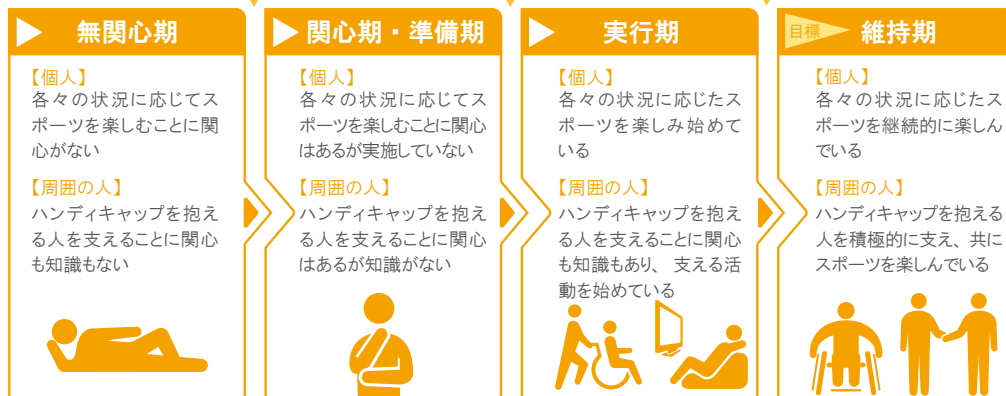 無関心期
【個人】
各々の状況に応じてス
ポーツを楽しむことに関
心がない
【周囲の人】
ハンディキャップを抱え
る人を支えることに関心
も知識もない
関心期・準備期
【個人】
各々の状況に応じてス
ポーツを楽しむことに関心
はあるが実施していない
【周囲の人】
ハンディキャップを抱え
る人を支えることに関心
はあるが知識がない
実行期
【個人】
各々の状況に応じたス
ポーツを楽しみ始めて
いる
【周囲の人】
ハンディキャップを抱え
る人を支えることに関心
も知識もあり、支える活
動を始めている
目標 維持期
【個人】
各々の状況に応じたス
ポーツを継続的に楽しん
でいる
【周囲の人】
ハンディキャップを抱える
人を積極的に支え、共に
スポーツを楽しんでいる